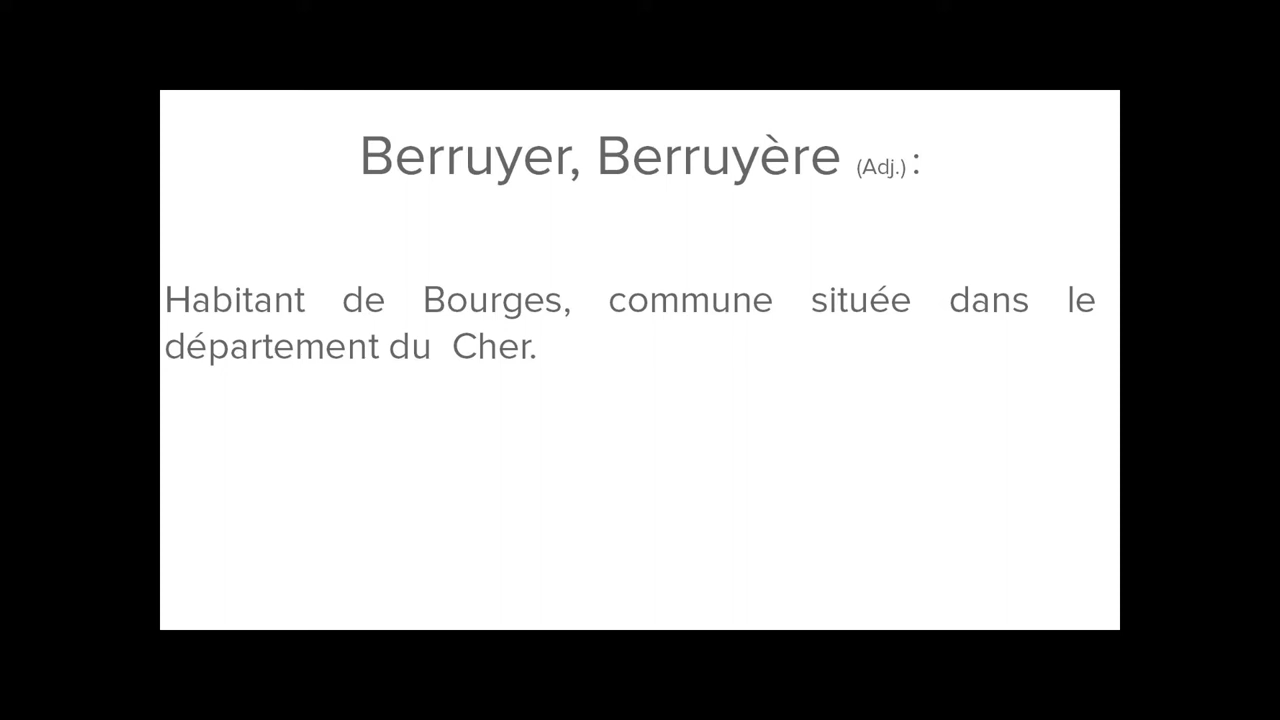 Berruyer, Berruyère (Adj.) :
Habitant de Bourges, commune située dans le
département du Cher.